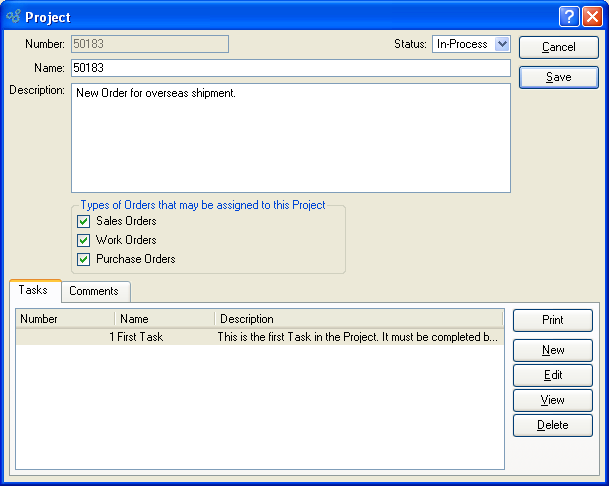 Project
Number: 50183 Status: In-Process Cancel
Name: 50183
Save
Description: New Order for overseas shipment.
Types of Orders that may be assigned to this Project
Sales Orders
Work Orders
Purchase Orders
Tasks Comments
Number Name Description Print
1 First Task This is the first Task in the Project. It must be completed b...
New
Edit
View
Delete